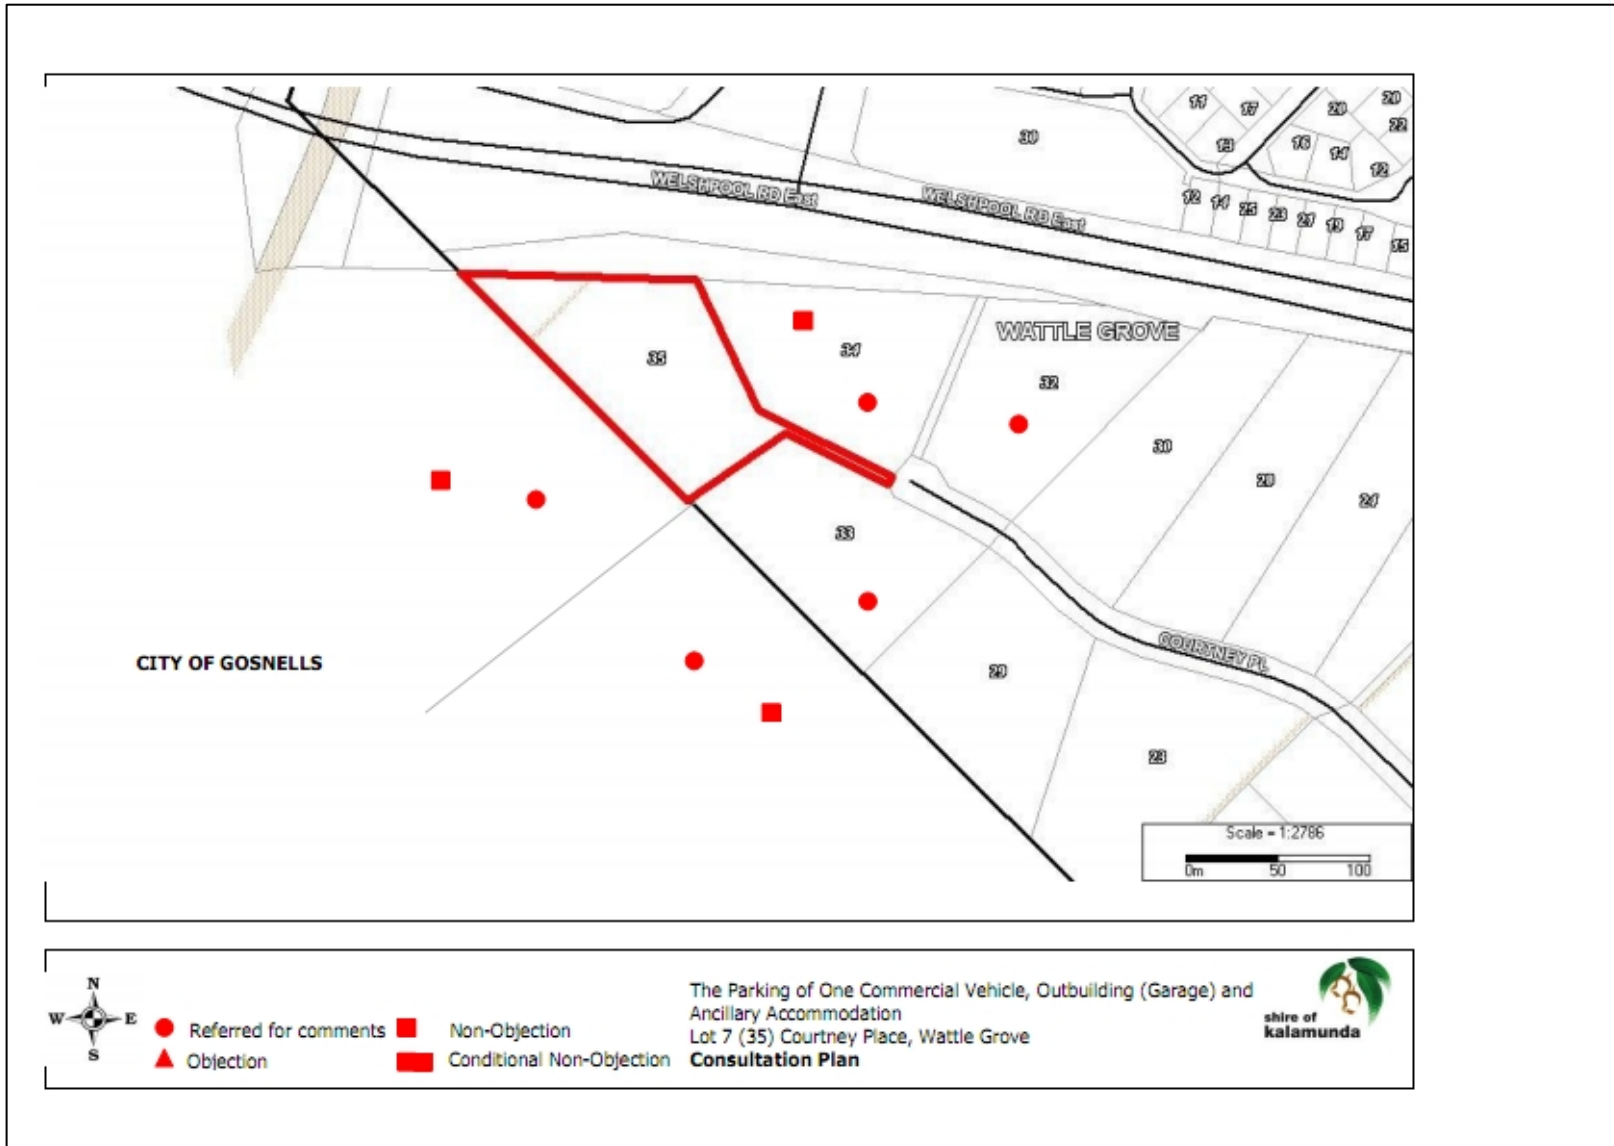 11
17
20
20
22
30
13
16
14
12
WELSHPOOL RD East
WELSHPOOL RD East
12
14
25
23
21
19
17
15
WATTLE GROVE
35
34
32
30
28
24
33
CITY OF GOSNELLS
COURTNEY PL
29
23
Scale = 1:2786
0m 50 100
N
W E
S
Referred for comments
Non-Objection
Objection
Conditional Non-Objection
The Parking of One Commercial Vehicle, Outbuilding (Garage) and
Ancillary Accommodation
Lot 7 (35) Courtney Place, Wattle Grove
Consultation Plan
shire of
kalamunda